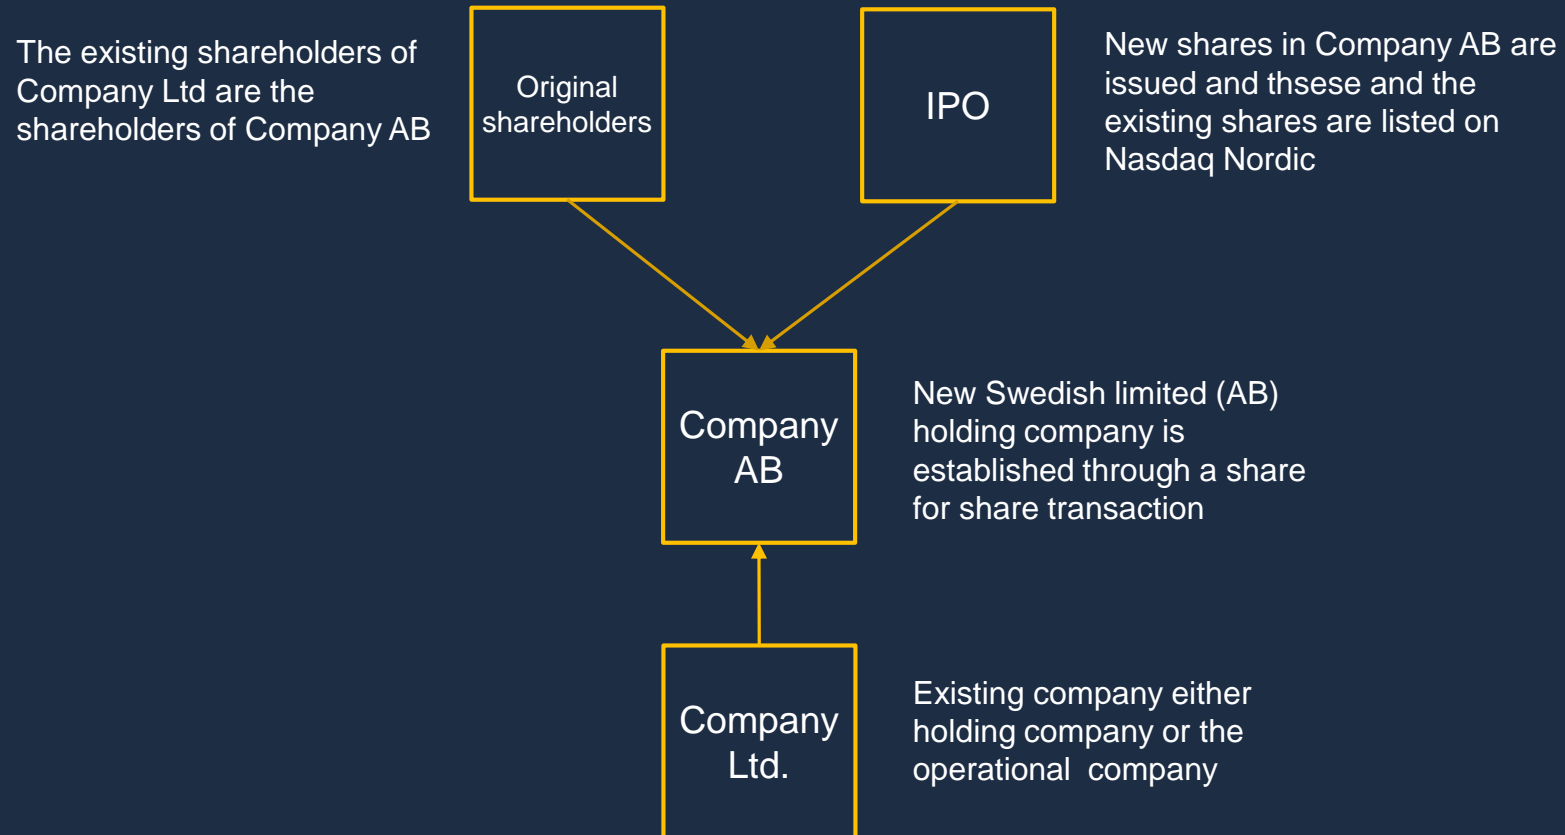 The existing shareholders of
Company Ltd are the
shareholders of Company AB
Original
shareholders
IPO
New shares in Company AB are
issued and thsese and the
existing shares are listed on
Nasdaq Nordic
Company
AB
New Swedish limited (AB)
holding company is
established through a share
for share transaction
Company
Ltd.
Existing company either
holding company or the
operational  company